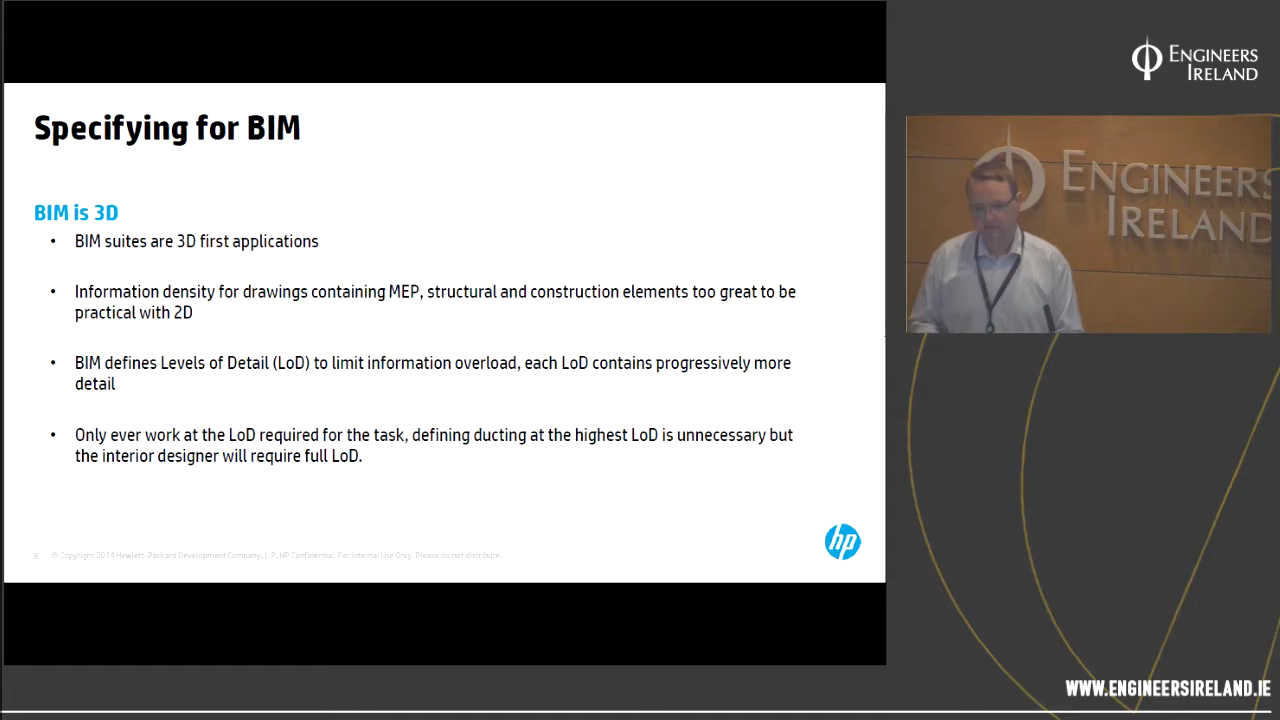 Specifying for BIM
BIM is 3D
• BIM suites are 3D first applications
• Information density for drawings containing MEP, structural and construction elements too great to be
practical with 2D
• BIM defines Levels of Detail (LoD) to limit information overload, each LoD contains progressively more
detail
• Only ever work at the LoD required for the task, defining ducting at the highest LoD is unnecessary but
the interior designer will require full LoD.
© Copyright 2014 Hewlett-Packard Development Company, L.P. HP Confidential. For Internal Use Only. Please do not distribute.
hp
ENGINEERS
IRELAND
ENGINEERS
IRELAND
WWW.ENGINEERSIRELAND.IE